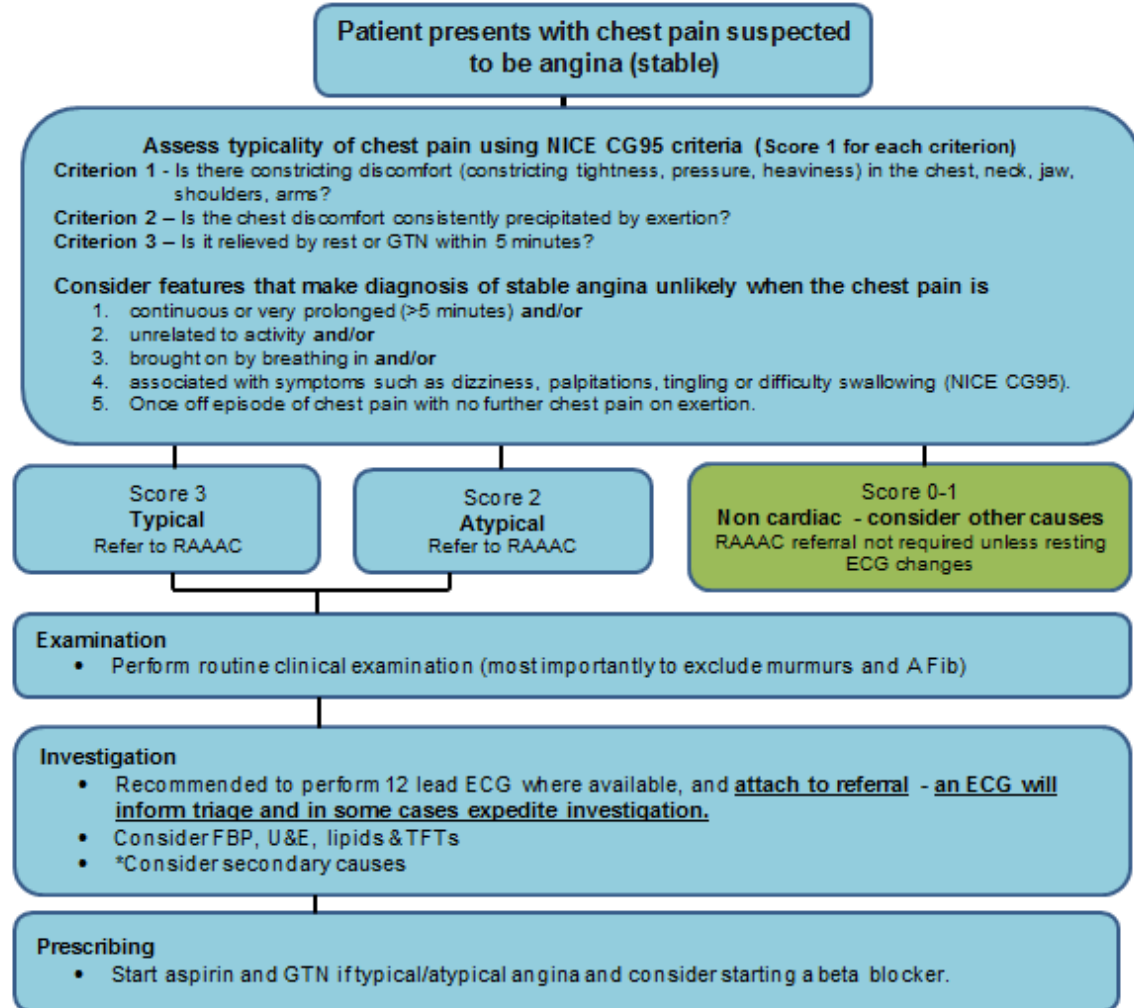 Patient presents with chest pain suspected
to be angina (stable)
Assess typicality of chest pain using NICE CG95 criteria (Score 1 for each criterion)
Criterion 1 - Is there constricting discomfort (constricting tightness, pressure, heaviness) in the chest, neck, jaw,
shoulders, arms?
Criterion 2 – Is the chest discomfort consistently precipitated by exertion?
Criterion 3 – Is it relieved by rest or GTN within 5 minutes?
Consider features that make diagnosis of stable angina unlikely when the chest pain is
1. continuous or very prolonged (>5 minutes) and/or
2. unrelated to activity and/or
3. brought on by breathing in and/or
4. associated with symptoms such as dizziness, palpitations, tingling or difficulty swallowing (NICE CG95).
5. Once off episode of chest pain with no further chest pain on exertion.
Score 3
Typical
Refer to RAAAC
Score 2
Atypical
Refer to RAAAC
Score 0-1
Non cardiac - consider other causes
RAAAC referral not required unless resting
ECG changes
Examination
• Perform routine clinical examination (most importantly to exclude murmurs and A Fib)
Investigation
• Recommended to perform 12 lead ECG where available, and attach to referral - an ECG will
inform triage and in some cases expedite investigation.
• Consider FBP, U&E, lipids & TFTs
• *Consider secondary causes
Prescribing
• Start aspirin and GTN if typical/atypical angina and consider starting a beta blocker.